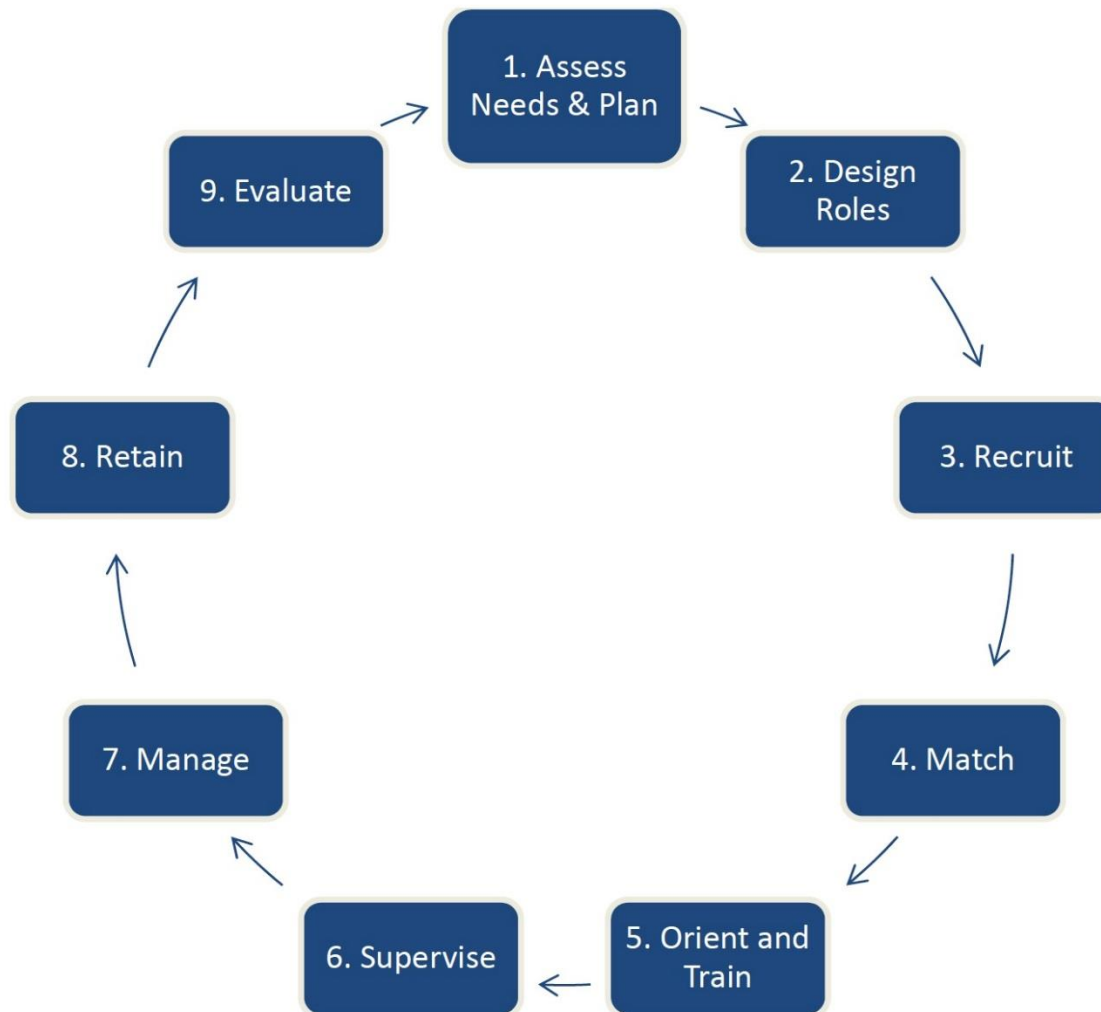 1. Assess
Needs & Plan
2. Design
Roles
3. Recruit
4. Match
5. Orient and
Train
6. Supervise
7. Manage
8. Retain
9. Evaluate